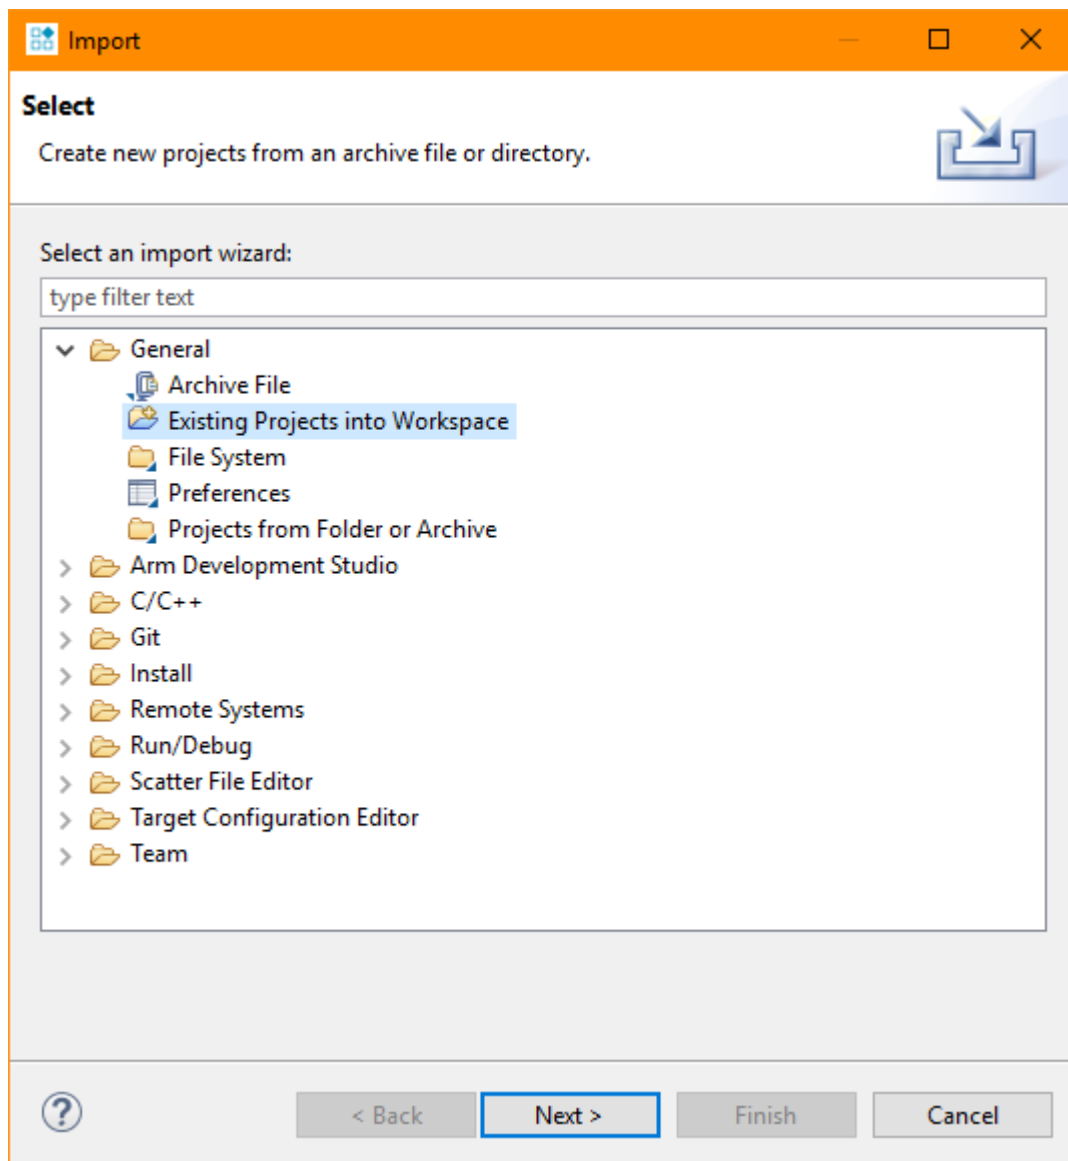 Import
Select
Create new projects from an archive file or directory.
Select an import wizard:
type filter text
General
Archive File
Existing Projects into Workspace
File System
Preferences
Projects from Folder or Archive
Arm Development Studio
C/C++
Git
Install
Remote Systems
Run/Debug
Scatter File Editor
Target Configuration Editor
Team
? < Back Next > Finish Cancel